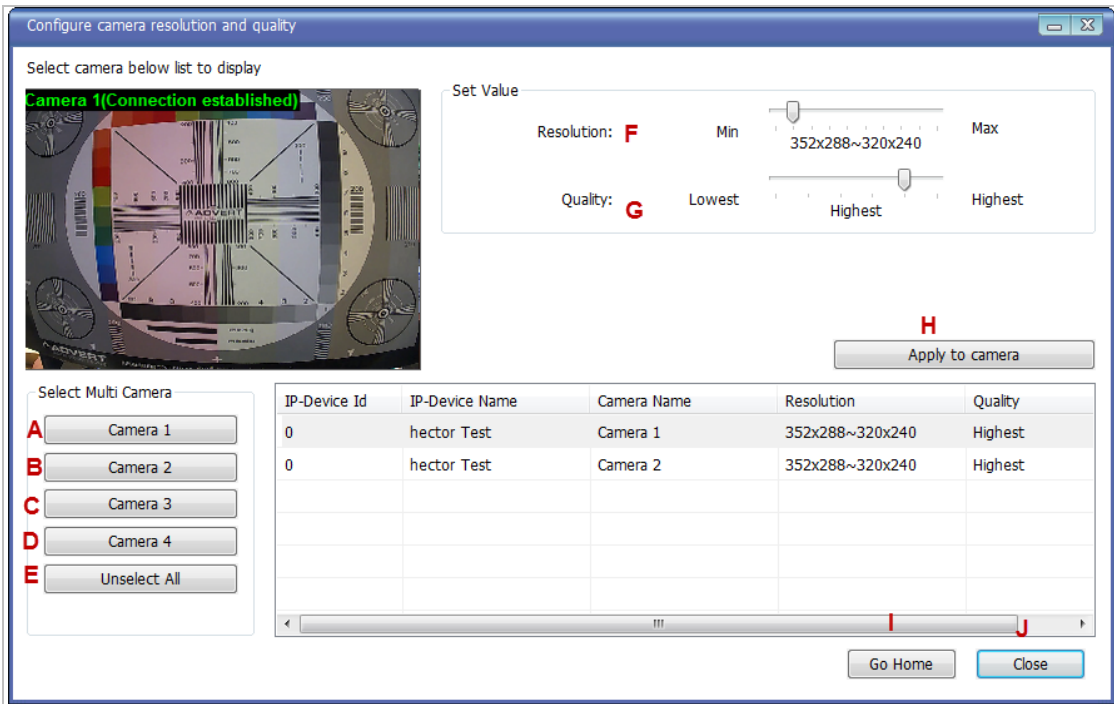 Configure camera resolution and quality
Select camera below list to display
Camera 1(Connection established)
ADVERT
ADVERT
Set Value
Resolution: F Min 352x288~320x240 Max
Quality: G Lowest Highest Highest
H
Apply to camera
Select Multi Camera
A Camera 1
B Camera 2
C Camera 3
D Camera 4
E Unselect All
IP-Device Id IP-Device Name Camera Name Resolution Quality
0 hector Test Camera 1 352x288~320x240 Highest
0 hector Test Camera 2 352x288~320x240 Highest
I J
Go Home Close